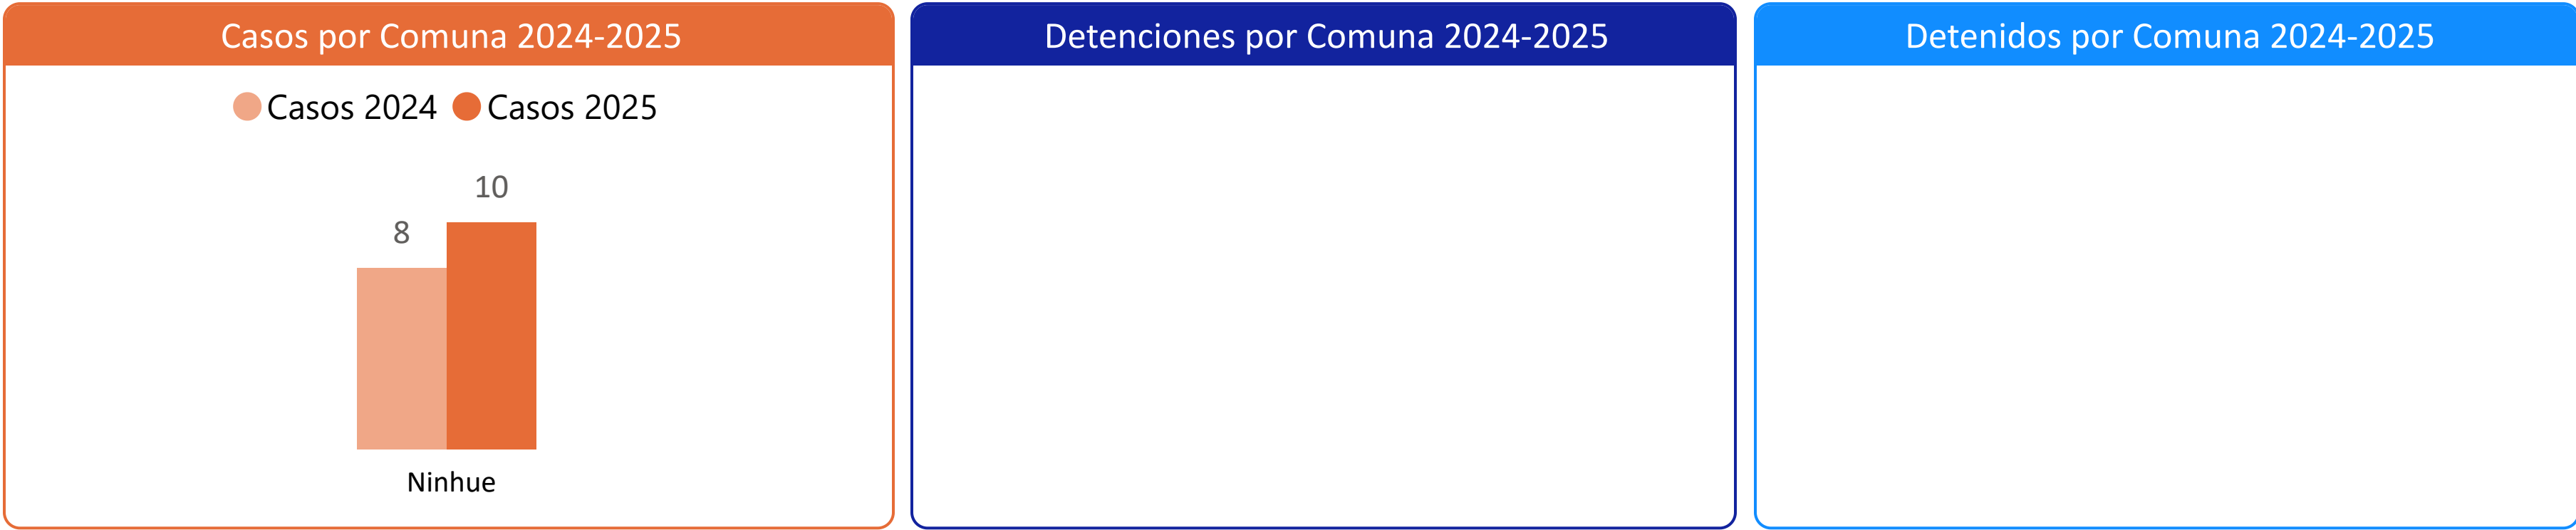 Casos por Comuna 2024-2025
Casos 2024 Casos 2025
10
8
Ninhue
Detenciones por Comuna 2024-2025
Detenidos por Comuna 2024-2025